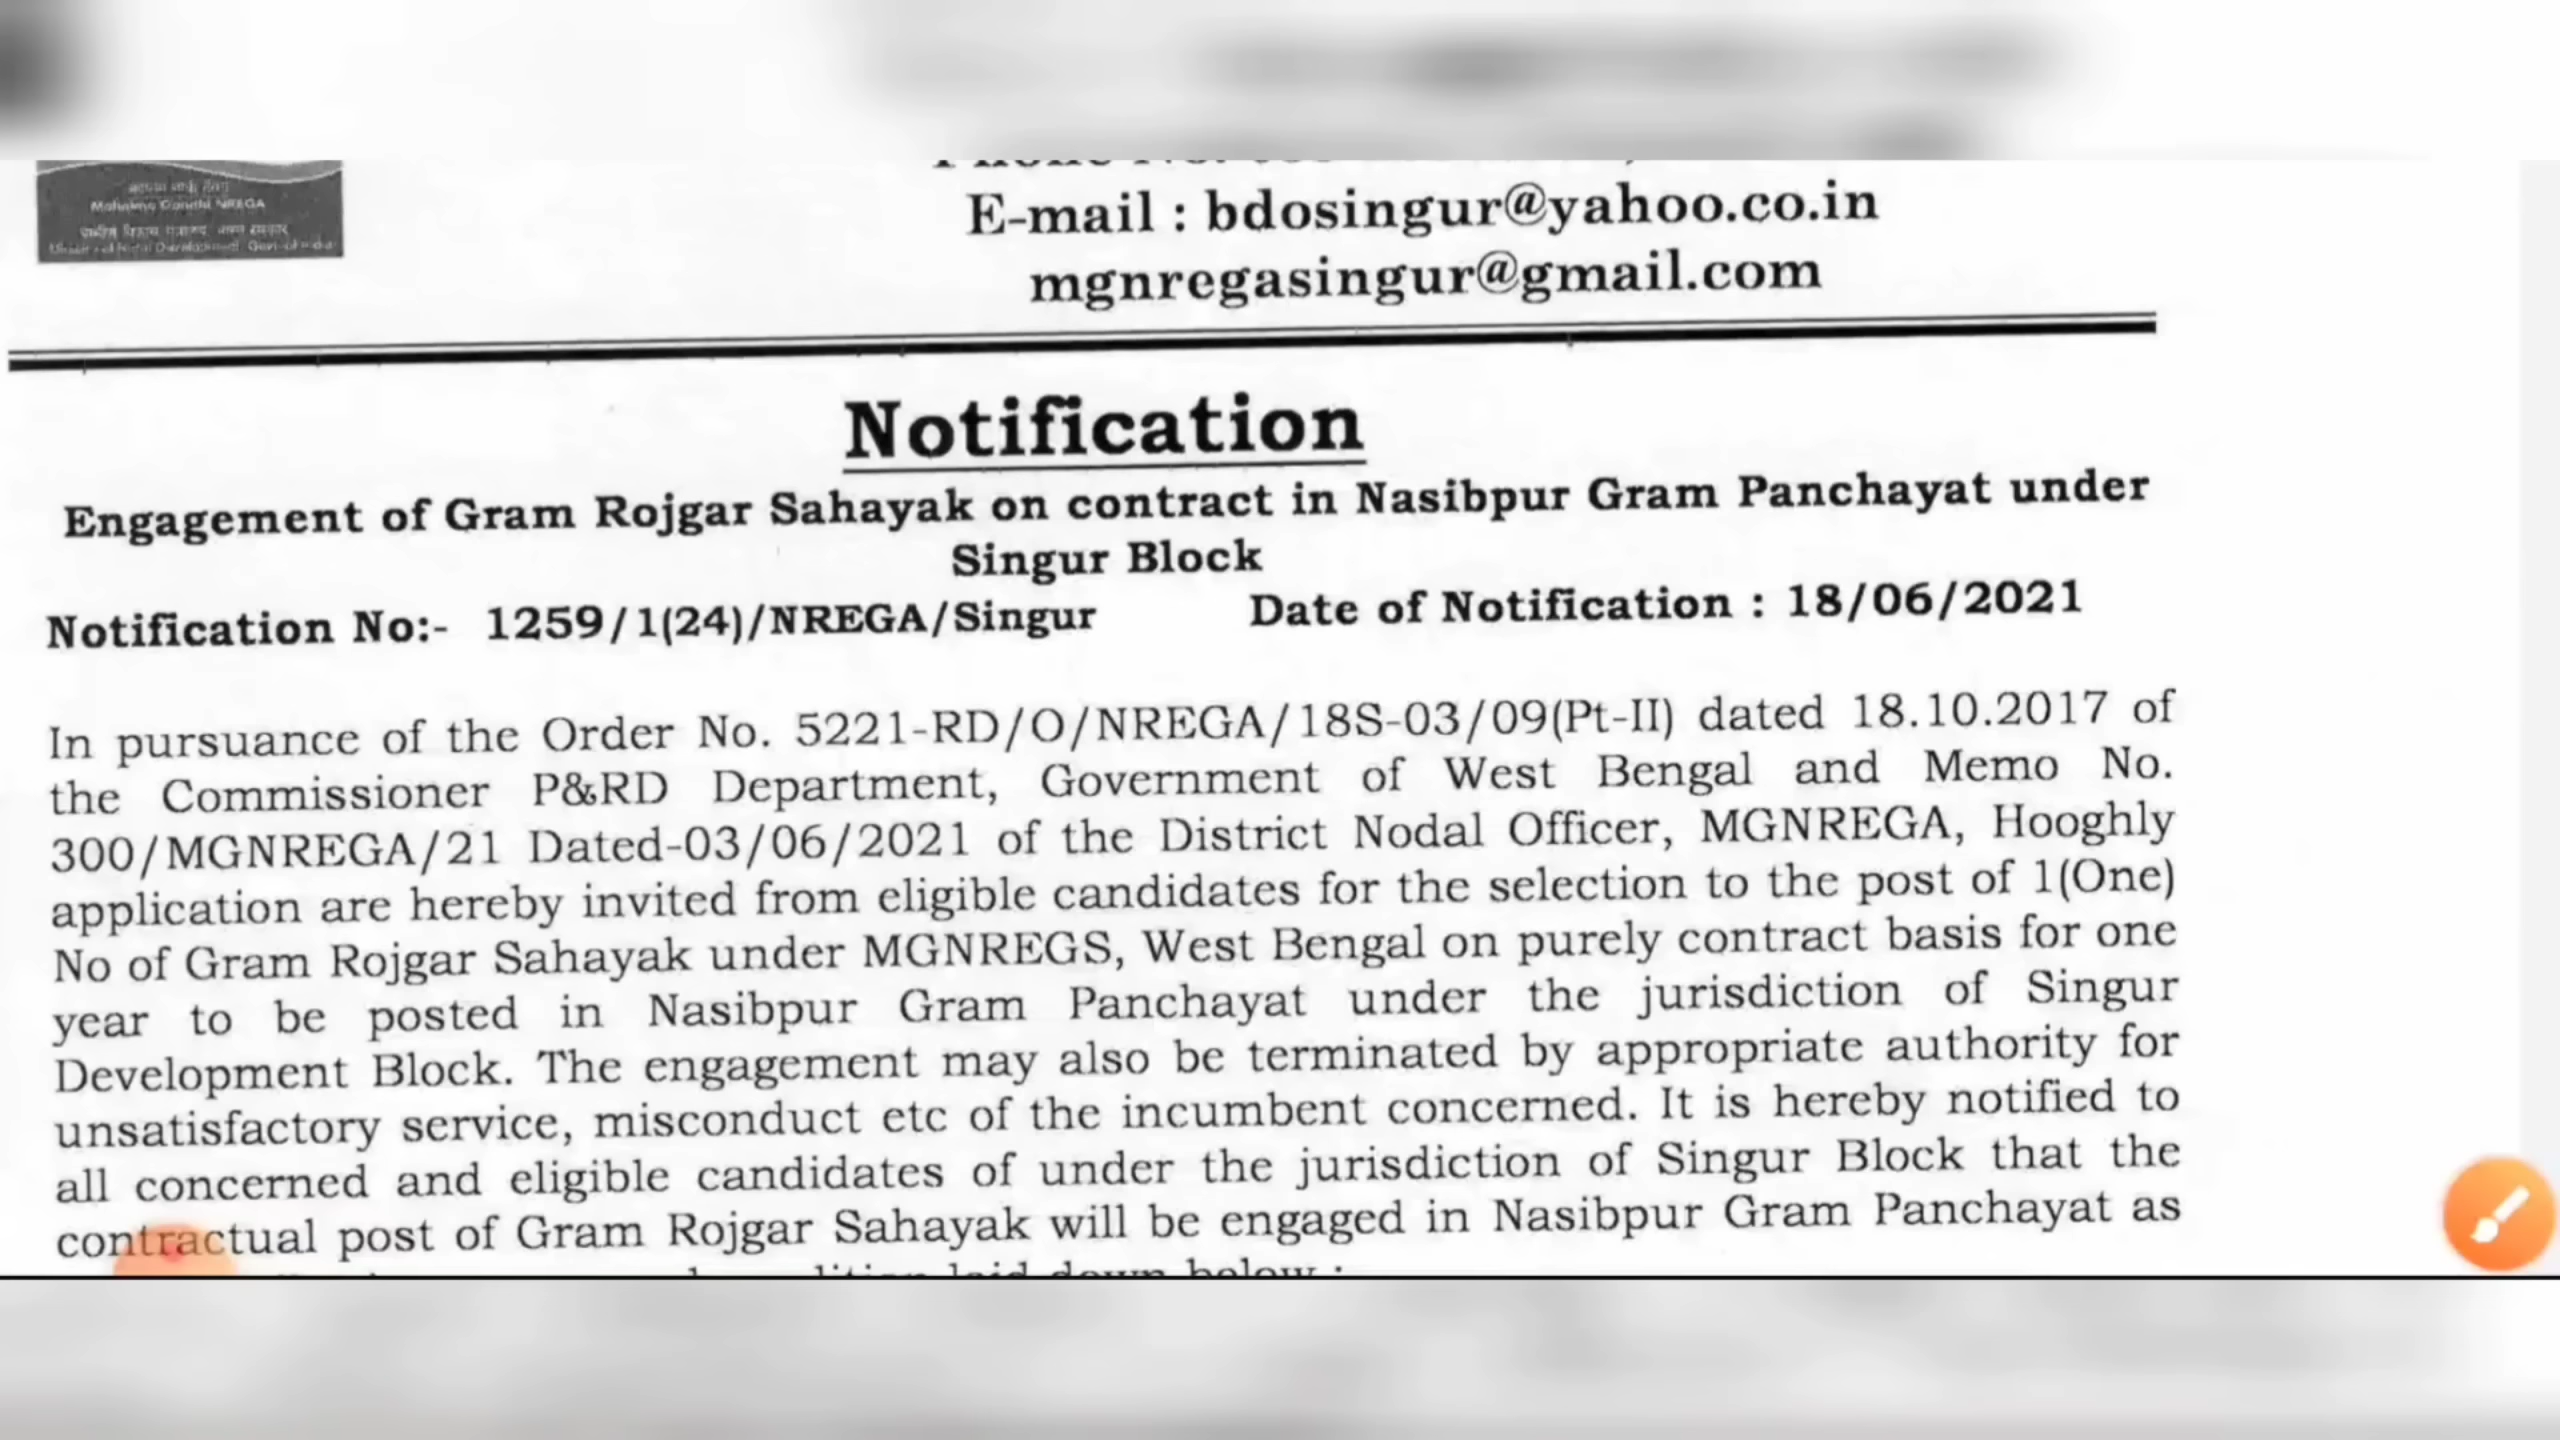 Mahatma Gandhi NREGA
E-mail : bdosingur@yahoo.co.in
mgnregasingur@gmail.com
Notification
Engagement of Gram Rojgar Sahayak on contract in Nasibpur Gram Panchayat under
Singur Block
Notification No:- 1259/1(24)/NREGA/Singur Date of Notification : 18/06/2021
In pursuance of the Order No. 5221-RD/O/NREGA/18S-03/09(Pt-II) dated 18.10.2017 of
the Commissioner P&RD Department, Government of West Bengal and Memo No.
300/MGNREGA/21 Dated-03/06/2021 of the District Nodal Officer, MGNREGA, Hooghly
application are hereby invited from eligible candidates for the selection to the post of 1(One)
No of Gram Rojgar Sahayak under MGNREGS, West Bengal on purely contract basis for one
year to be posted in Nasibpur Gram Panchayat under the jurisdiction of Singur
Development Block. The engagement may also be terminated by appropriate authority for
unsatisfactory service, misconduct etc of the incumbent concerned. It is hereby notified to
all concerned and eligible candidates of under the jurisdiction of Singur Block that the
contractual post of Gram Rojgar Sahayak will be engaged in Nasibpur Gram Panchayat as
laid down below :